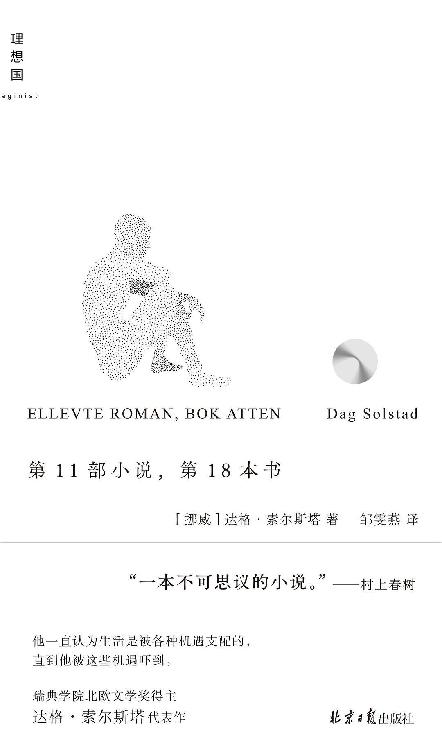 理
想
国
aginis
ELLEVTE ROMAN, BOK ATTEN
Dag Solstad
第 11 部小说，第 18 本书
［挪威］达格·索尔斯塔 著 邹雯燕 译
“一本不可思议的小说。”——村上春树
他一直认为生活是被各种机遇支配的，
直到他被这些机遇吓到。
瑞典学院北欧文学奖得主
达格·索尔斯塔代表作
北京日报出版社